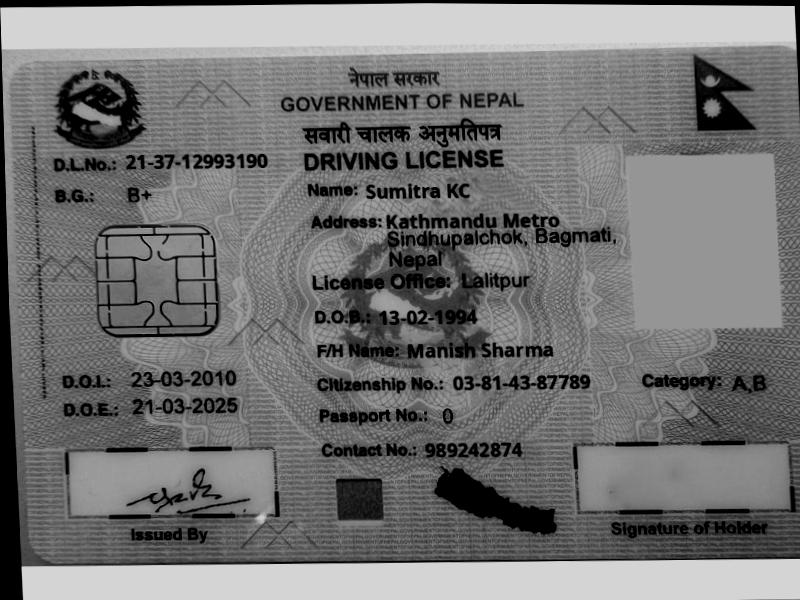 नेपाल सरकार
GOVERNMENT OF NEPAL
सवारी चालक अनुमतिपत्र
DRIVING LICENSE
D.L.No.: 21-37-12993190
B.G.: B+
Name: Sumitra KC
Address: Kathmandu Metro
Sindhupalchok, Bagmati,
Nepal
License Office: Lalitpur
D.O.B.: 13-02-1994
F/H Name: Manish Sharma
D.O.I.: 23-03-2010
Citizenship No.: 03-81-43-87789
Category: A,B
D.O.E.: 21-03-2025
Passport No.: 0
Contact No.: 989242874
Issued By
Signature of Holder